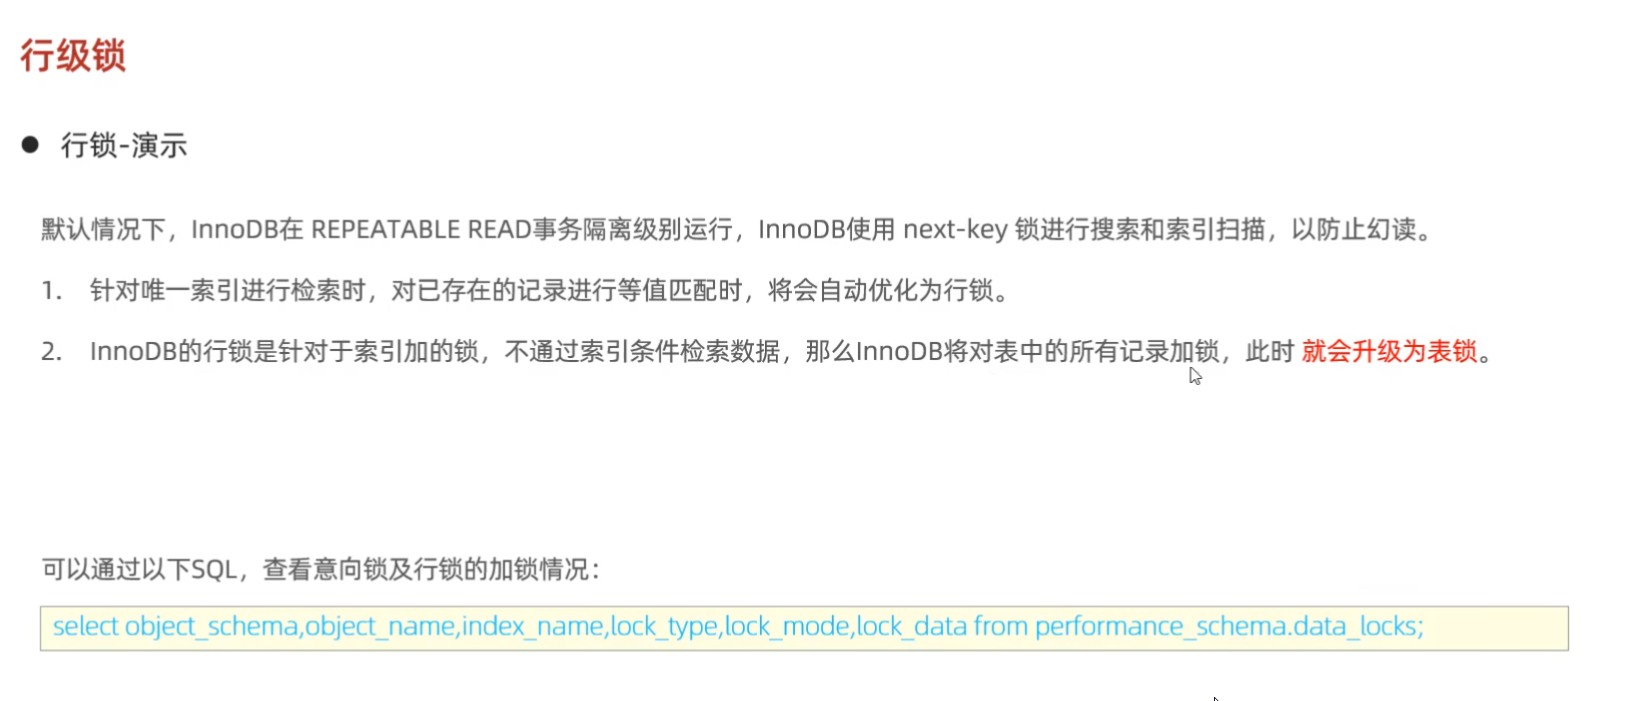 行级锁
● 行锁-演示
默认情况下，InnoDB在 REPEATABLE READ事务隔离级别运行，InnoDB使用 next-key 锁进行搜索和索引扫描，以防止幻读。
1. 针对唯一索引进行检索时，对已存在的记录进行等值匹配时，将会自动优化为行锁。
2. InnoDB的行锁是针对于索引加的锁，不通过索引条件检索数据，那么InnoDB将对表中的所有记录加锁，此时 就会升级为表锁。
可以通过以下SQL，查看意向锁及行锁的加锁情况：
select object_schema,object_name,index_name,lock_type,lock_mode,lock_data from performance_schema.data_locks;